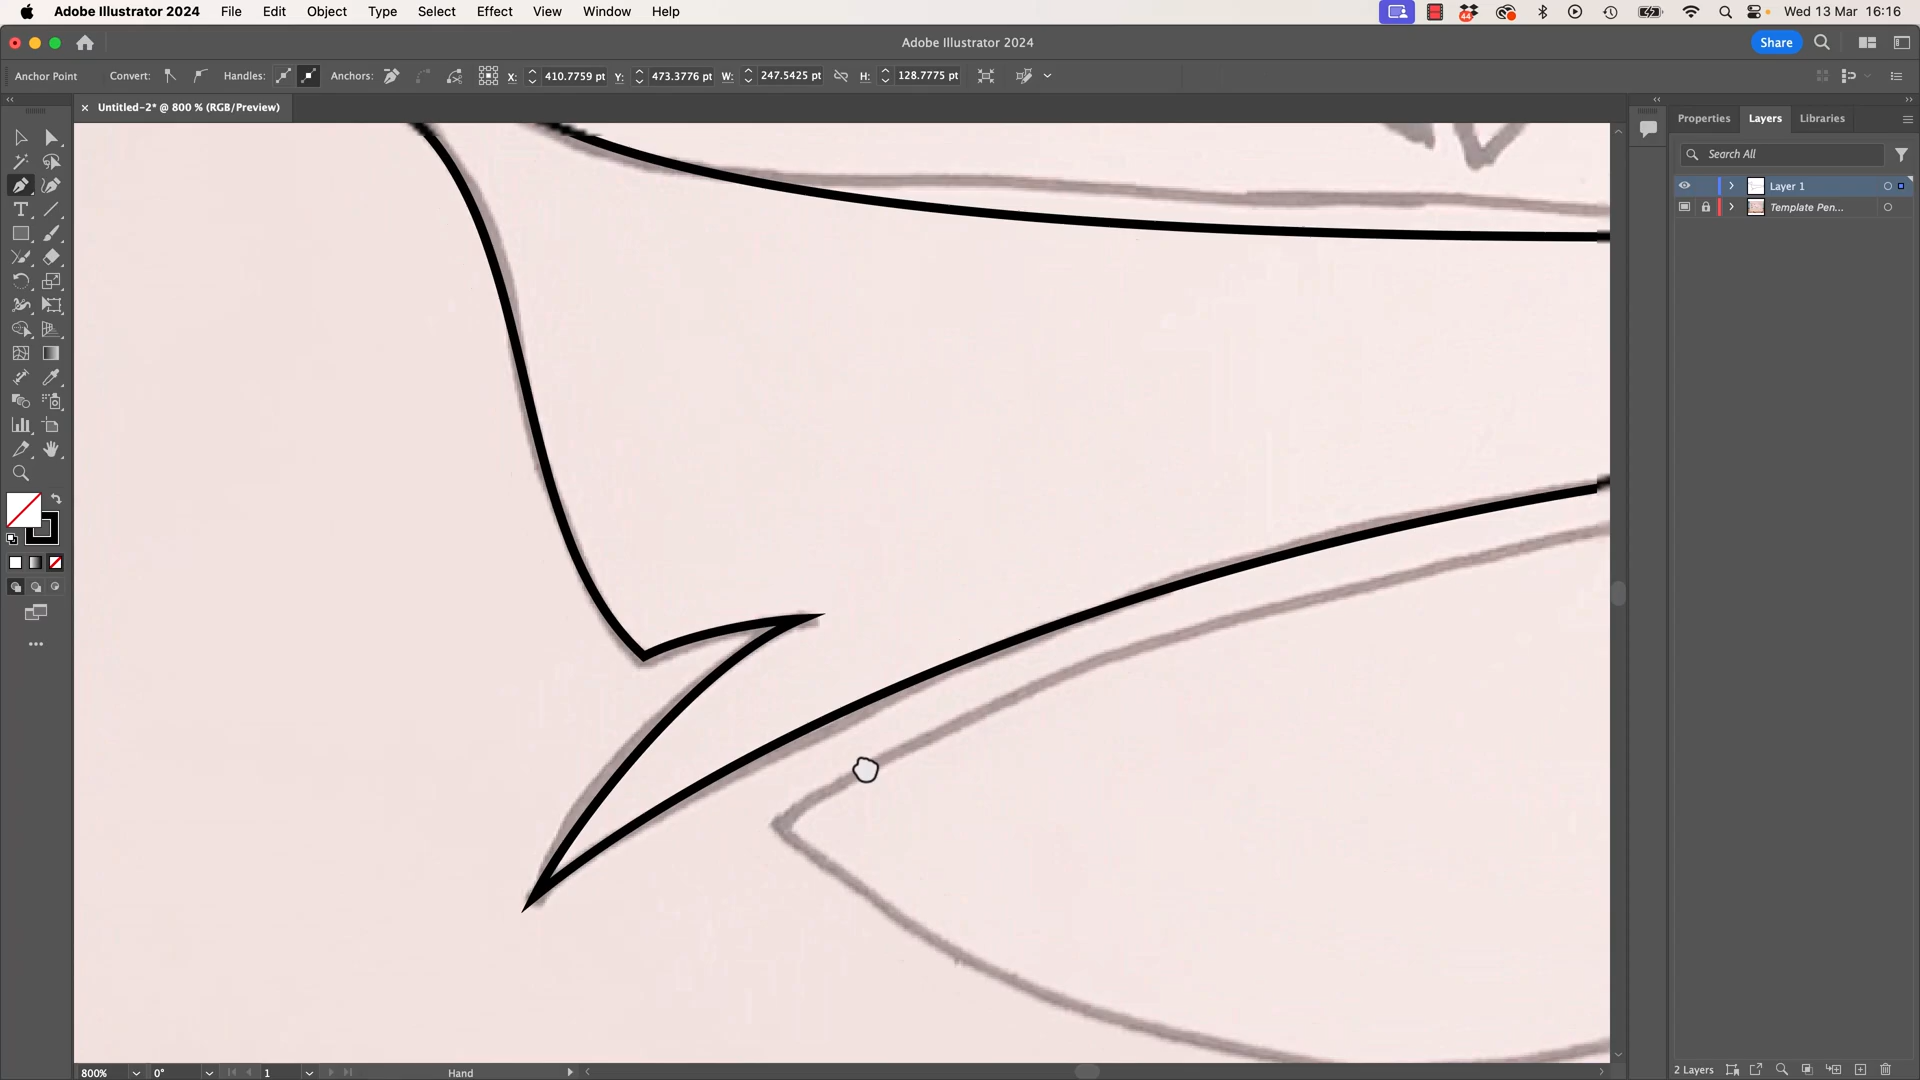 Adobe Illustrator 2024 File Edit Object Type Select Effect View Window Help 44 Wed 13 Mar 16:16
Adobe Illustrator 2024 Share
Anchor Point Convert: Handles: Anchors: X: 410.7759 pt Y: 473.3776 pt W: 247.5425 pt H: 128.7775 pt
× Untitled-2* @ 800 % (RGB/Preview)
Properties Layers Libraries
Search All
Layer 1
Template Pen...
800% 0° 1 Hand
2 Layers